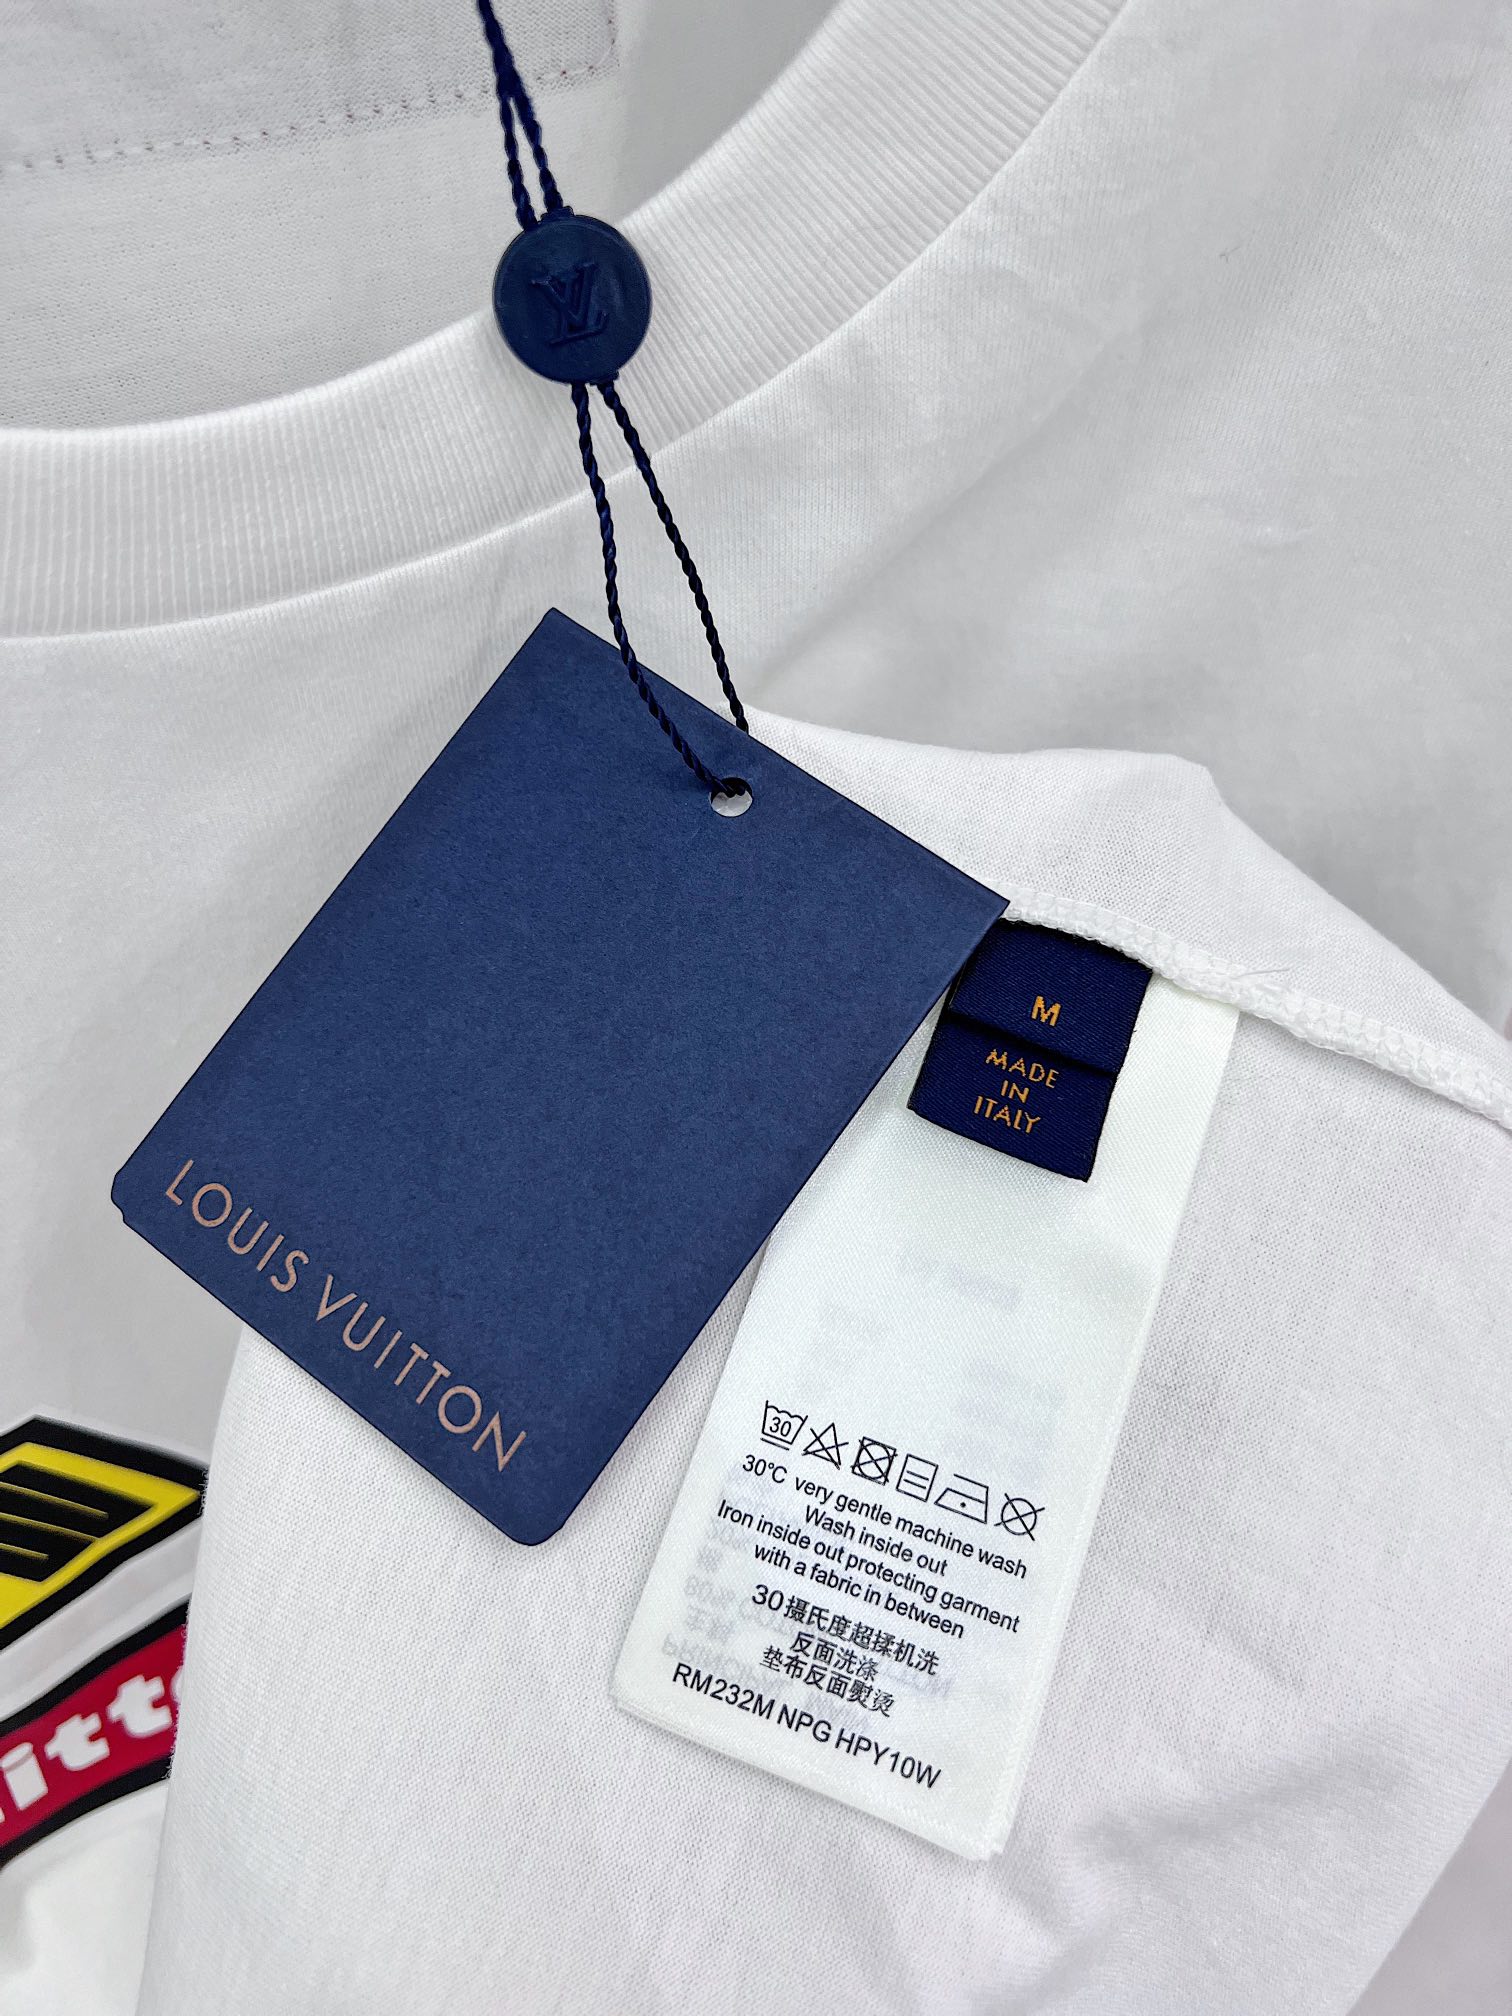 LV
M
MADE
IN
ITALY
LOUIS VUITTON
30
30°C very gentle machine wash
Wash inside out
Iron inside out protecting garment
with a fabric in between
30摄氏度超揉机洗
反面洗涤
垫布反面熨烫
RM232M NPG HPY10W